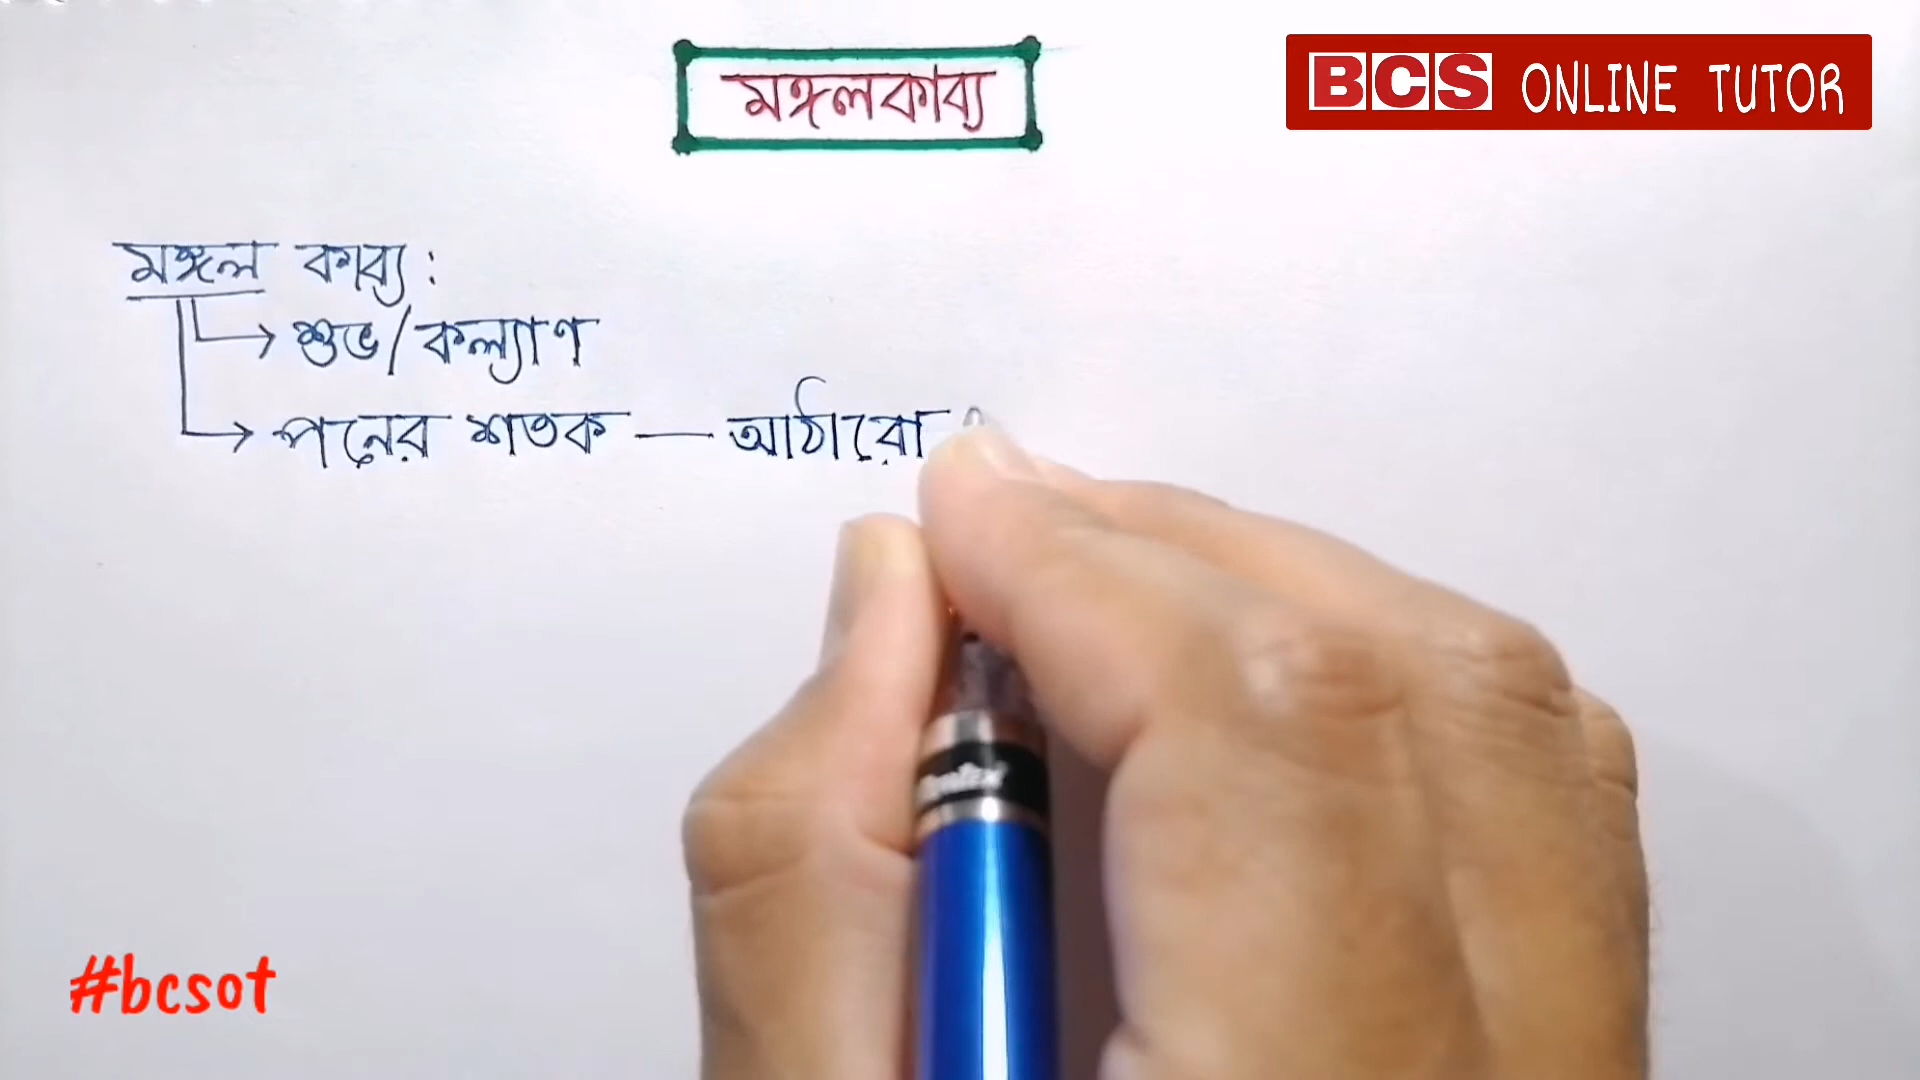 মঙ্গলকাব্য
BCS ONLINE TUTOR
মঙ্গল কাব্য :
শুভ/কল্যাণ
পনের শতক — আঠারো
#bcsot